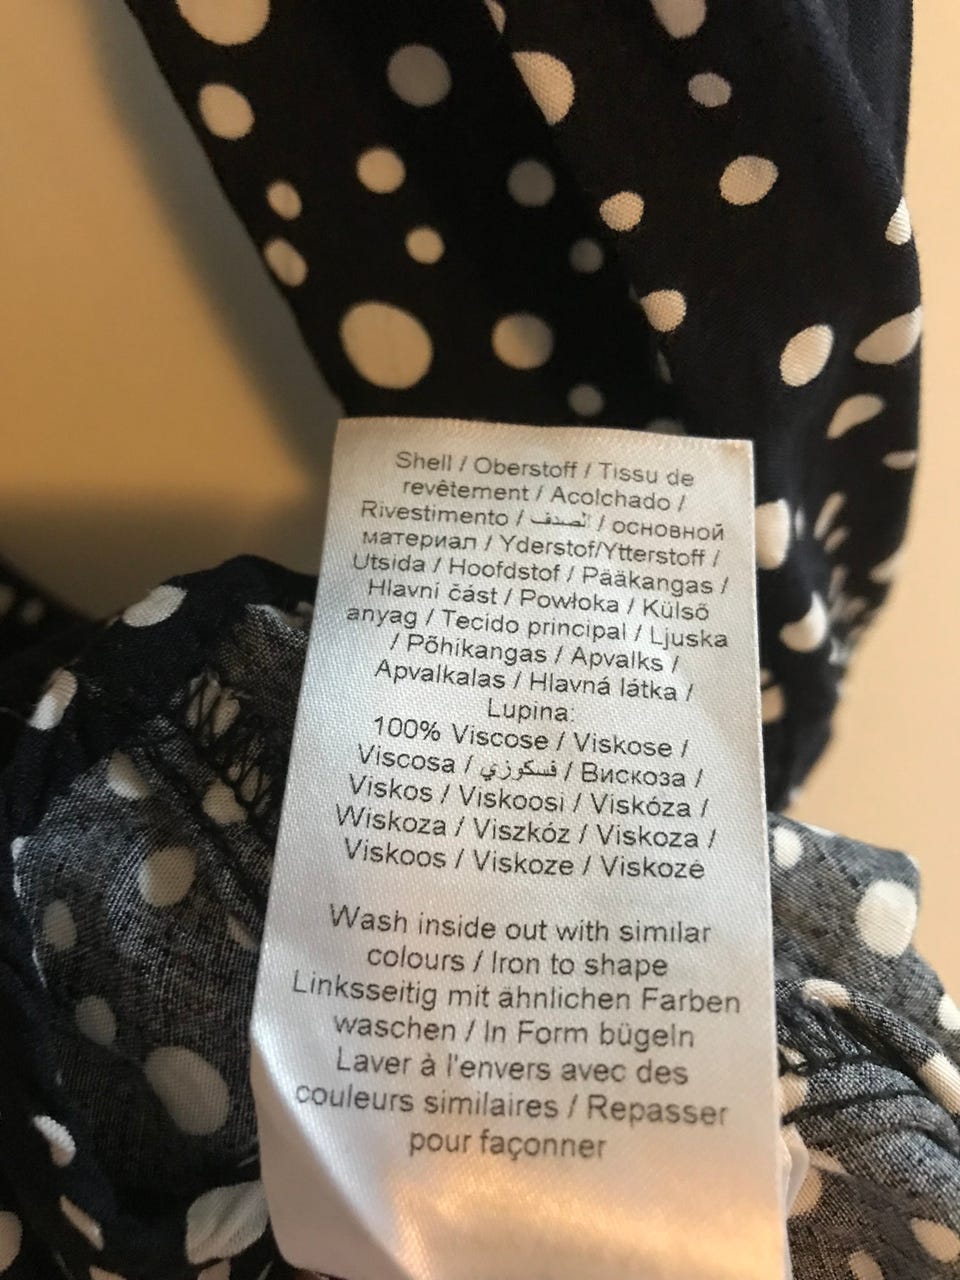 Shell / Oberstoff / Tissu de
revêtement / Acolchado /
Rivestimento / الصدف / основной
материал / Yderstof/Ytterstoff /
Utsida / Hoofdstof / Pääkangas /
Hlavní část / Powłoka / Külső
anyag / Tecido principal / Ljuska
/ Põhikangas / Apvalks /
Apvalkalas / Hlavná látka /
Lupina:
100% Viscose / Viskose /
Viscosa / فسكوزي / Вискоза /
Viskos / Viskoosi / Viskóza /
Wiskoza / Viszkóz / Viskoza /
Viskoos / Viskoze / Viskozė
Wash inside out with similar
colours / Iron to shape
Linksseitig mit ähnlichen Farben
waschen / In Form bügeln
Laver à l'envers avec des
couleurs similaires / Repasser
pour façonner